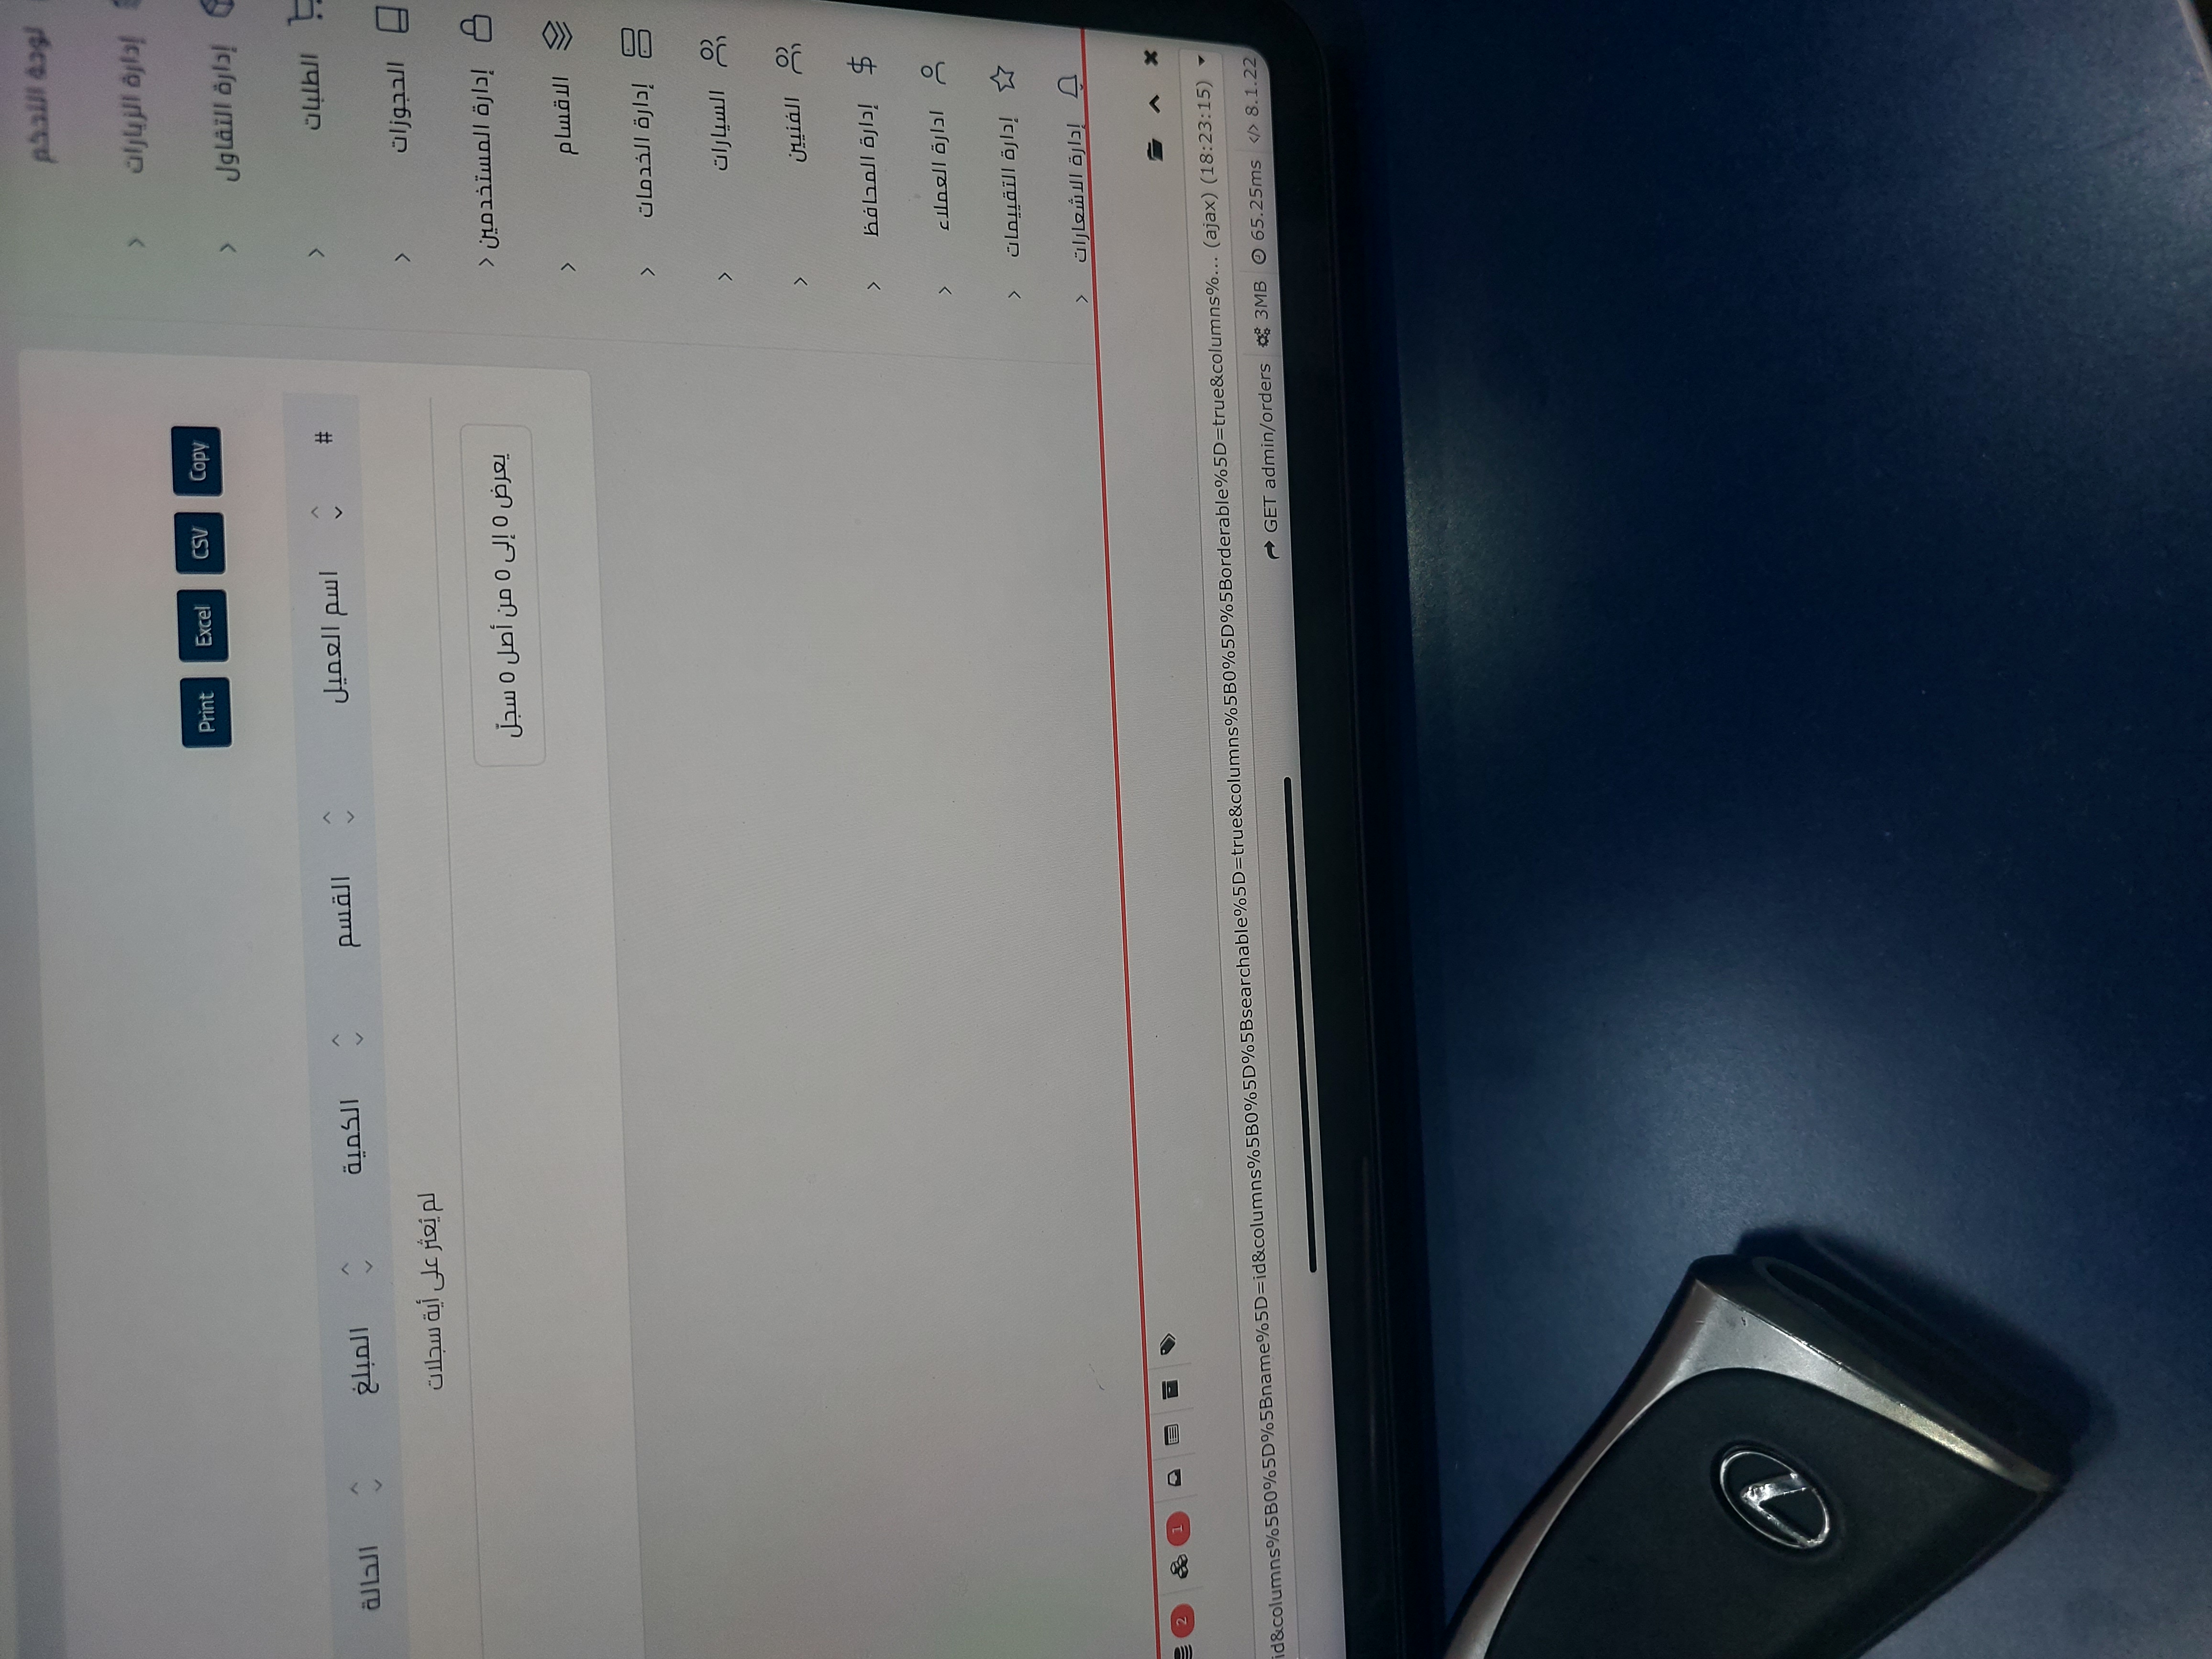 لوحة التحكم
إدارة الزيارات
إدارة التقاول
الطلبات
الحجوزات
إدارة المستخدمين
الاقسام
إدارة الخدمات
السيارات
الفنيين
إدارة المحافظ
ادارة العملاء
إدارة التقييمات
إدارة الاشعارات
Print Excel CSV Copy
# اسم العميل القسم الكمية المبلغ الحالة
لم يُعثر على أية سجلات
يعرض 0 إلى 0 من أصل 0 سجلّ
2 1
id&columns%5B0%5D%5Bname%5D=id&columns%5B0%5D%5Bsearchable%5D=true&columns%5B0%5D%5Borderable%5D=true&columns%... (ajax) (18:23:15)
GET admin/orders 3MB 65.25ms 8.1.22